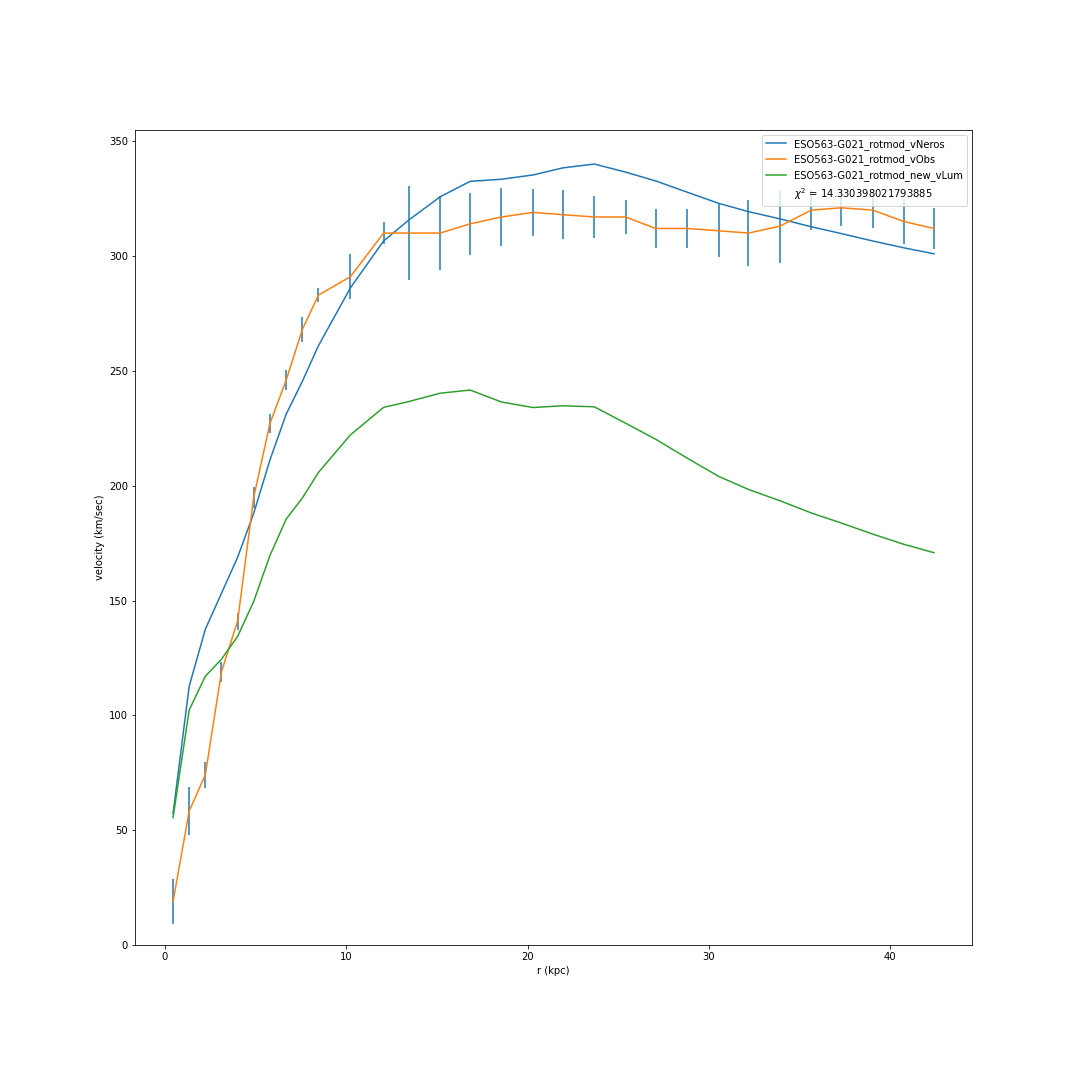 ESO563-G021_rotmod_vNeros
ESO563-G021_rotmod_vObs
ESO563-G021_rotmod_new_vLum
χ² = 14.330398021793885
350
300
250
200
150
100
50
0
velocity (km/sec)
0 10 20 30 40
r (kpc)